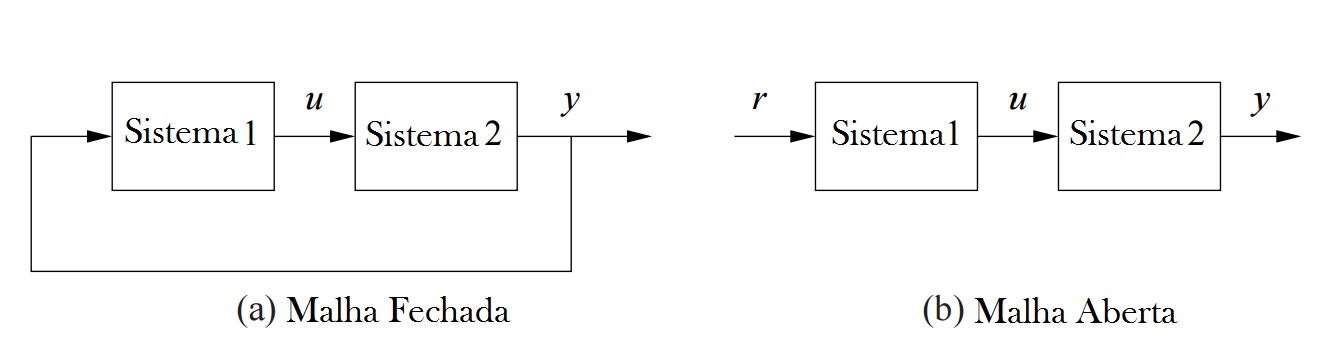 u
y
Sistema 1
Sistema 2
(a) Malha Fechada
r
u
y
Sistema1
Sistema 2
(b) Malha Aberta